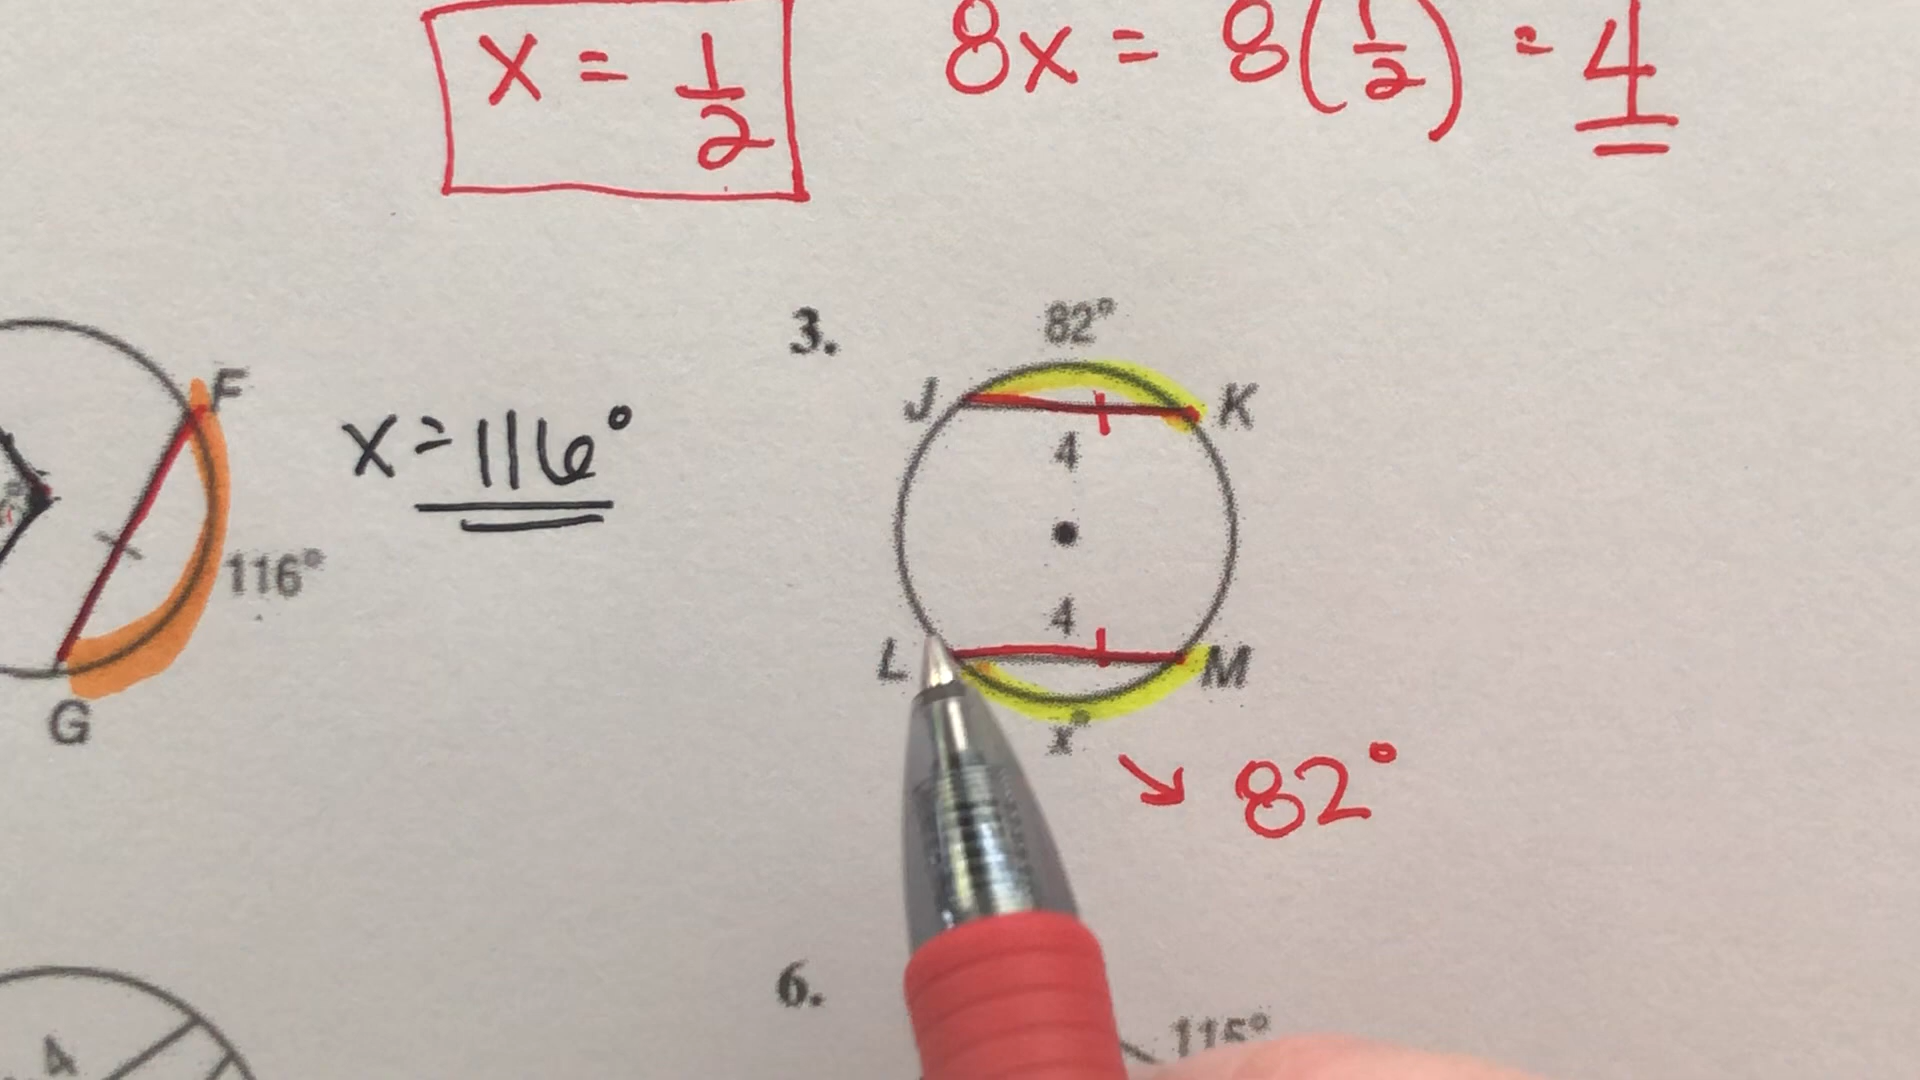 x = 1/2
8x = 8(1/2) = 4
3.
82°
J
K
4
4
L
M
x
↘ 82°
F
x = 116°
116°
G
6.
115°
A